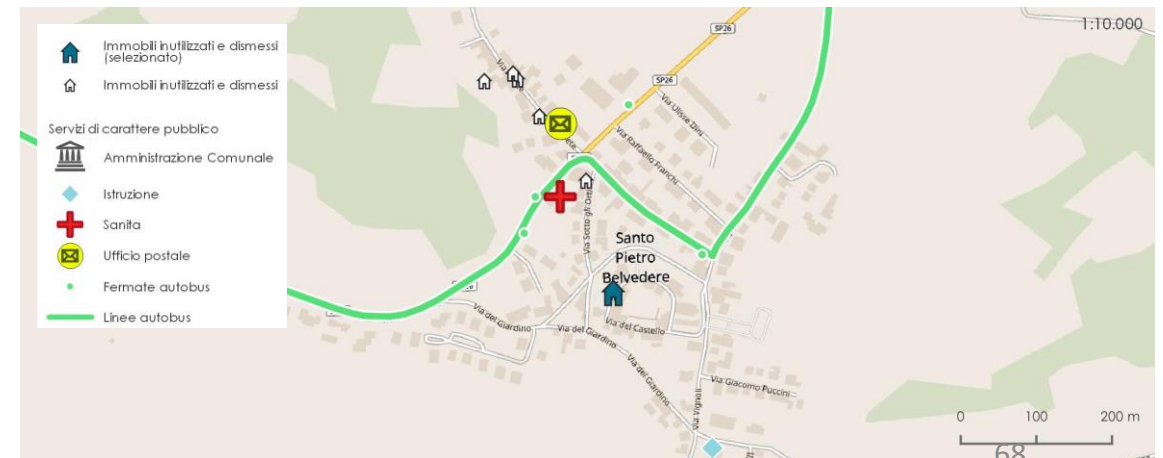 1:10.000
Immobili inutilizzati e dismessi
(selezionato)
Immobili inutilizzati e dismessi
Servizi di carattere pubblico
Amministrazione Comunale
Istruzione
Sanita
Ufficio postale
Fermate autobus
Linee autobus
SP26
SP26
Via Ulisse Dini
Via Raffaello Franchi
Via Sotto gli Orti
Santo
Pietro
Belvedere
Via del Giardino
Via del Giardino
Via del Castello
Via del Giardino
Via Giacomo Puccini
Via Vignoli
0 100 200 m
68